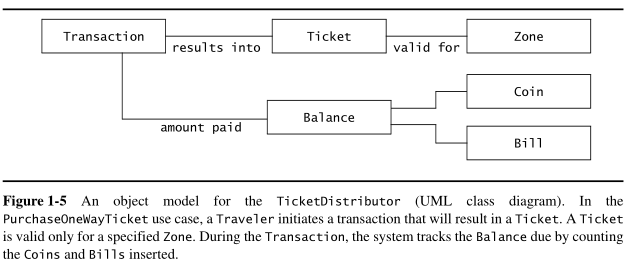 Transaction
results into
Ticket
valid for
Zone
Coin
amount paid
Balance
Bill
Figure 1-5 An object model for the TicketDistributor (UML class diagram). In the
PurchaseOneWayTicket use case, a Traveler initiates a transaction that will result in a Ticket. A Ticket
is valid only for a specified Zone. During the Transaction, the system tracks the Balance due by counting
the Coins and Bills inserted.